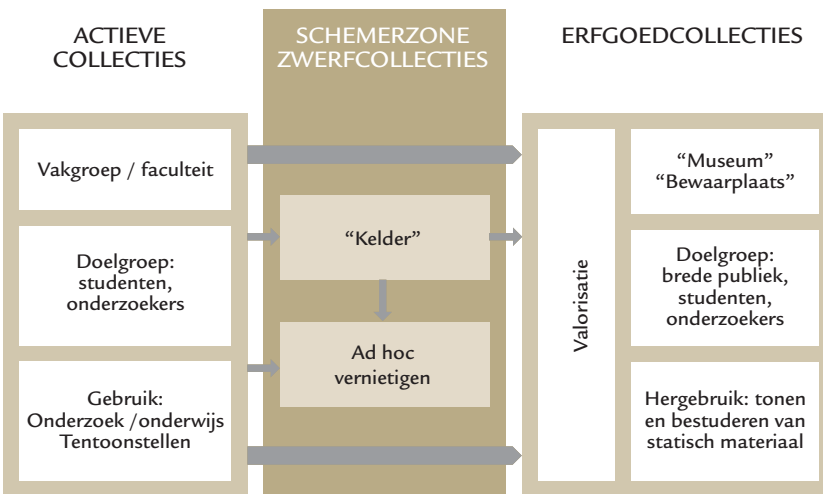 ACTIEVE
COLLECTIES
SCHEMERZONE
ZWERFCOLLECTIES
ERFGOEDCOLLECTIES
Vakgroep / faculteit
Doelgroep:
studenten,
onderzoekers
Gebruik:
Onderzoek /onderwijs
Tentoonstellen
“Kelder”
Ad hoc
vernietigen
Valorisatie
“Museum”
“Bewaarplaats”
Doelgroep:
brede publiek,
studenten,
onderzoekers
Hergebruik: tonen
en bestuderen van
statisch materiaal